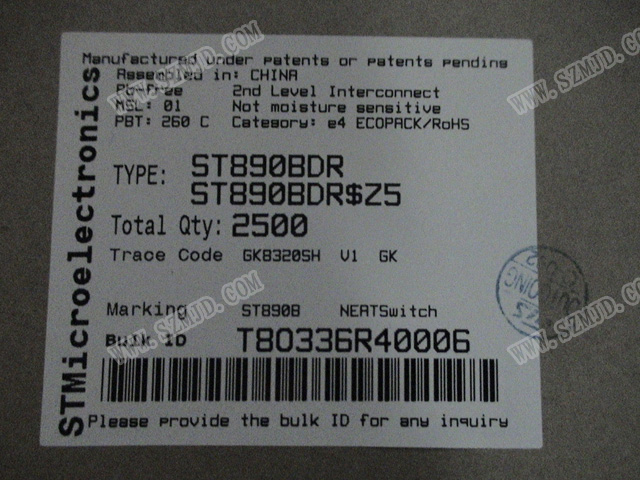 Manufactured under patents or patents pending
Assembled in: CHINA
Pb-free 2nd Level Interconnect
MSL: 01 Not moisture sensitive
PBT: 260 C Category: e4 ECOPACK/RoHS
STMicroelectronics
TYPE: ST890BDR
ST890BDR$Z5
Total Qty: 2500
Trace Code GK8320SH V1 GK
Marking ST890B NEATSwitch
Bulk ID T80336R40006
Please provide the bulk ID for any inquiry
WWW.SZMJD.COM
WWW.SZMJD.COM
WWW.SZMJD.COM
WWW.SZMJD.COM
WWW.SZMJD.COM